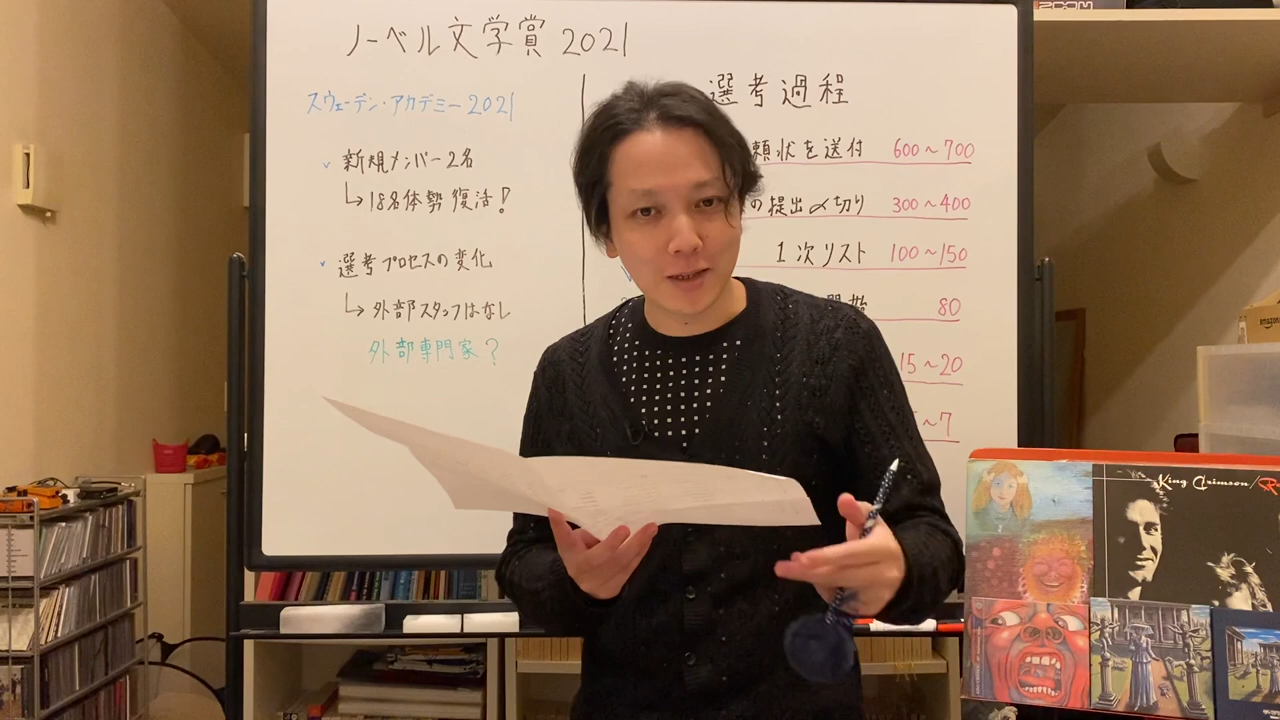 ノーベル文学賞 2021
スウェーデン・アカデミー 2021
新規メンバー 2名
↳ 18名体勢 復活!
選考プロセスの変化
↳ 外部スタッフはなし
外部専門家?
選考過程
頼状を送付 600～700
の提出〆切り 300～400
1次リスト 100～150
開始 80
15～20
～7
King Crimson/
ZOOM
amazon